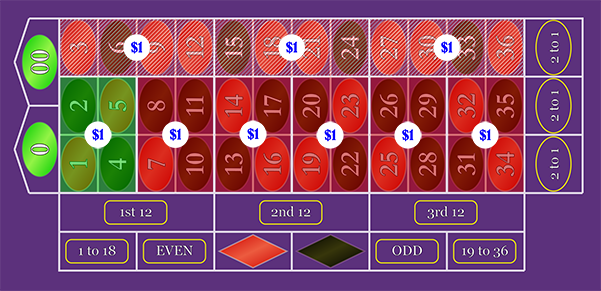 00 3 6 $1 9 12 15 18 $1 21 24 27 30 $1 33 36 2 to 1
2 5 8 11 14 17 20 23 26 29 32 35 2 to 1
$1 $1 $1 $1 $1 $1
0 1 4 7 10 13 16 19 22 25 28 31 34 2 to 1
1st 12 2nd 12 3rd 12
1 to 18 EVEN ODD 19 to 36